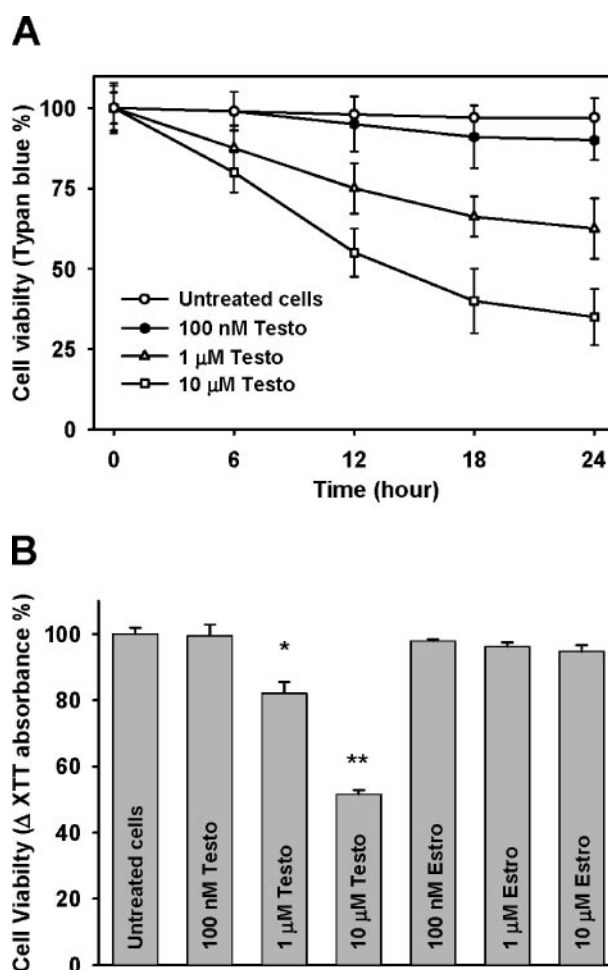 A
Cell viabilty (Typan blue %)
100
75
50
25
0
Untreated cells
100 nM Testo
1 μM Testo
10 μM Testo
0 6 12 18 24
Time (hour)
B
Cell Viabilty (Δ XTT absorbance %)
100
80
60
40
20
0
*
**
Untreated cells
100 nM Testo
1 μM Testo
10 μM Testo
100 nM Estro
1 μM Estro
10 μM Estro